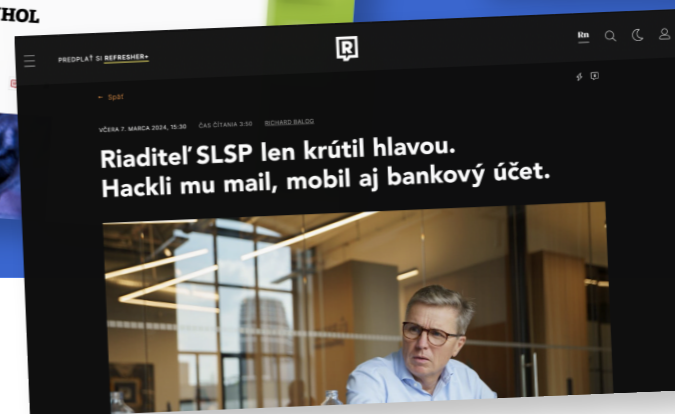 HOL
PREDPLAŤ SI REFRESHER+
R
Rn
← Späť
VČERA 7. MARCA 2024, 15:30 ČAS ČÍTANIA 3:50 RICHARD BALOG
Riaditeľ SLSP len krútil hlavou.
Hackli mu mail, mobil aj bankový účet.